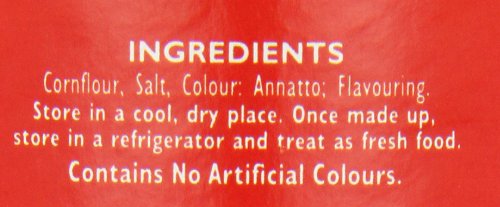 INGREDIENTS
Cornflour, Salt, Colour: Annatto; Flavouring.
Store in a cool, dry place. Once made up,
store in a refrigerator and treat as fresh food.
Contains No Artificial Colours.